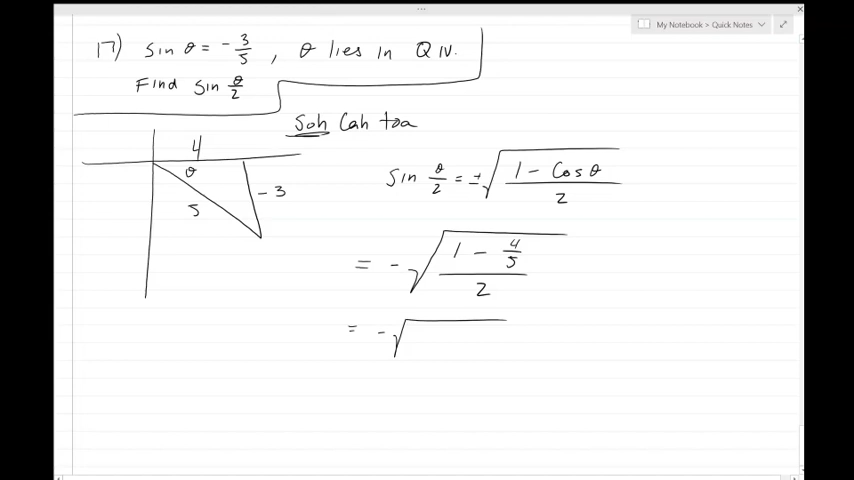 My Notebook > Quick Notes
17) sin θ = -3/5 , θ lies in Q IV.
Find sin θ/2
Soh Cah toa
4
θ
5
-3
sin θ/2 = ±√((1 - Cos θ)/2)
= -√((1 - 4/5)/2)
= -√